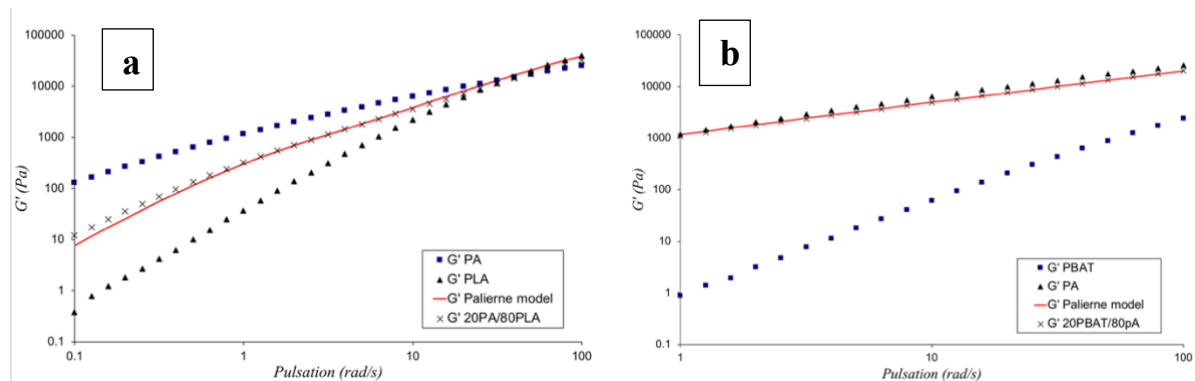 a
G' (Pa)
100000
10000
1000
100
10
1
0.1
0.1
1
10
100
Pulsation (rad/s)
G' PA
G' PLA
G' Palierne model
G' 20PA/80PLA
b
G' (Pa)
100000
10000
1000
100
10
1
0.1
1
10
100
Pulsation (rad/s)
G' PBAT
G' PA
G' Palierne model
G' 20PBAT/80pA